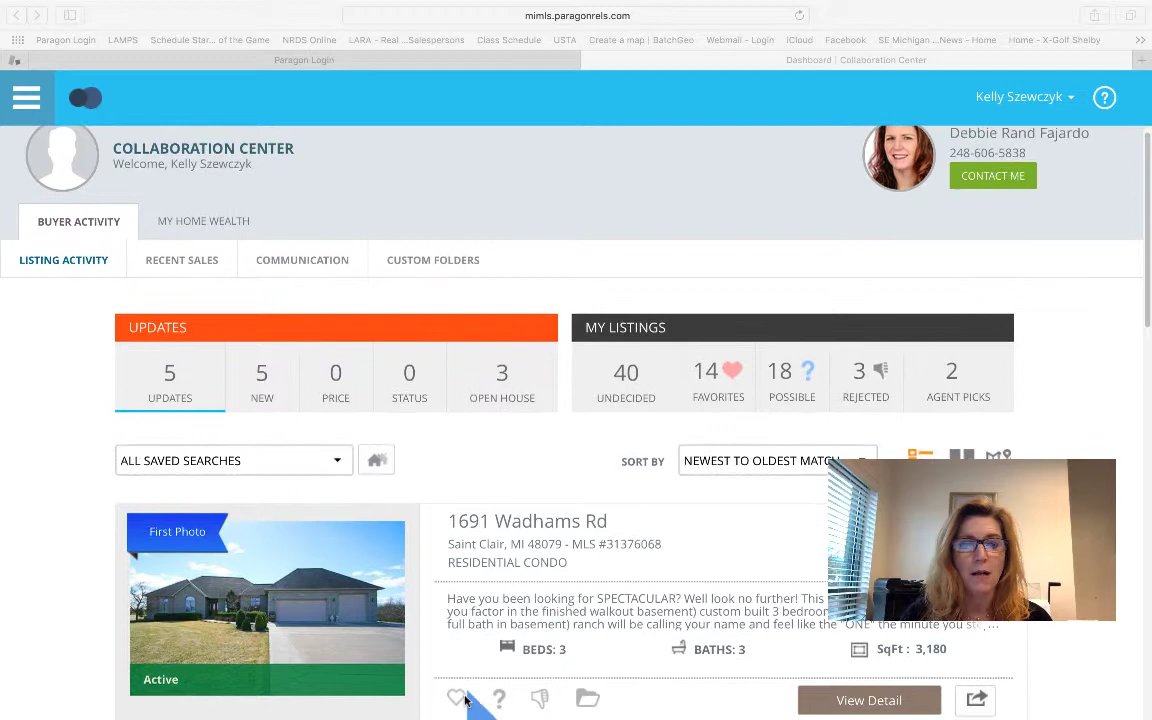 mimls.paragonrels.com
Paragon Login LAMPS Schedule Star... of the Game NRDS Online LARA - Real ...Salespersons Class Schedule USTA Create a map | BatchGeo Webmail - Login iCloud Facebook SE Michigan ...News - Home Home - X-Golf Shelby
Paragon Login Dashboard | Collaboration Center
Kelly Szewczyk
?
COLLABORATION CENTER
Welcome, Kelly Szewczyk
Debbie Rand Fajardo
248-606-5838
CONTACT ME
BUYER ACTIVITY MY HOME WEALTH
LISTING ACTIVITY RECENT SALES COMMUNICATION CUSTOM FOLDERS
UPDATES
5 5 0 0 3
UPDATES NEW PRICE STATUS OPEN HOUSE
MY LISTINGS
40 14 18 ? 3 2
UNDECIDED FAVORITES POSSIBLE REJECTED AGENT PICKS
ALL SAVED SEARCHES
SORT BY NEWEST TO OLDEST MATCH
First Photo
Active
1691 Wadhams Rd
Saint Clair, MI 48079 - MLS #31376068
RESIDENTIAL CONDO
Have you been looking for SPECTACULAR? Well look no further! This
you factor in the finished walkout basement) custom built 3 bedroom
full bath in basement) ranch will be calling your name and feel like the "ONE" the minute you
BEDS: 3 BATHS: 3 SqFt : 3,180
?
View Detail